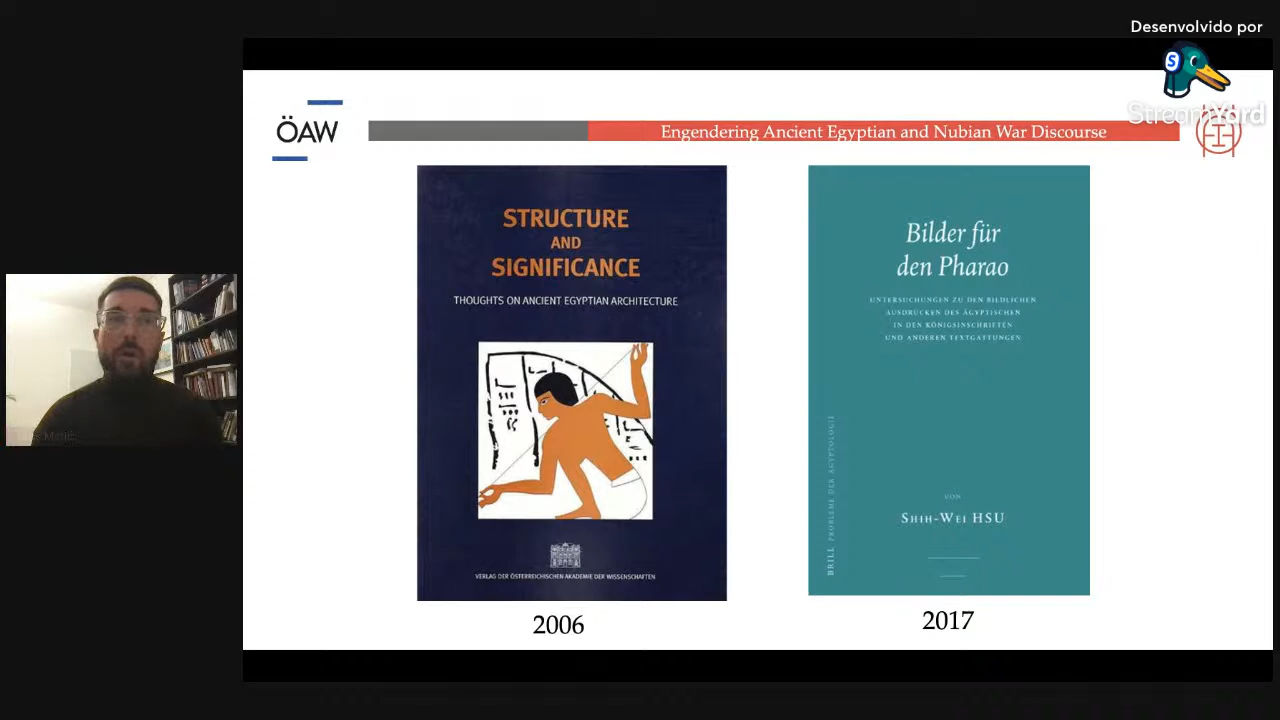 Desenvolvido por
S
StreamYard
ÖAW
Engendering Ancient Egyptian and Nubian War Discourse
STRUCTURE
AND
SIGNIFICANCE
THOUGHTS ON ANCIENT EGYPTIAN ARCHITECTURE
VERLAG DER ÖSTERREICHISCHEN AKADEMIE DER WISSENSCHAFTEN
2006
Bilder für
den Pharao
UNTERSUCHUNGEN ZU DEN BILDLICHEN
AUSDRÜCKEN DES ÄGYPTISCHEN
IN DEN KÖNIGSINSCHRIFTEN
UND ANDEREN TEXTGATTUNGEN
VON
SHIH-WEI HSU
BRILL PROBLEME DER ÄGYPTOLOGIE
2017